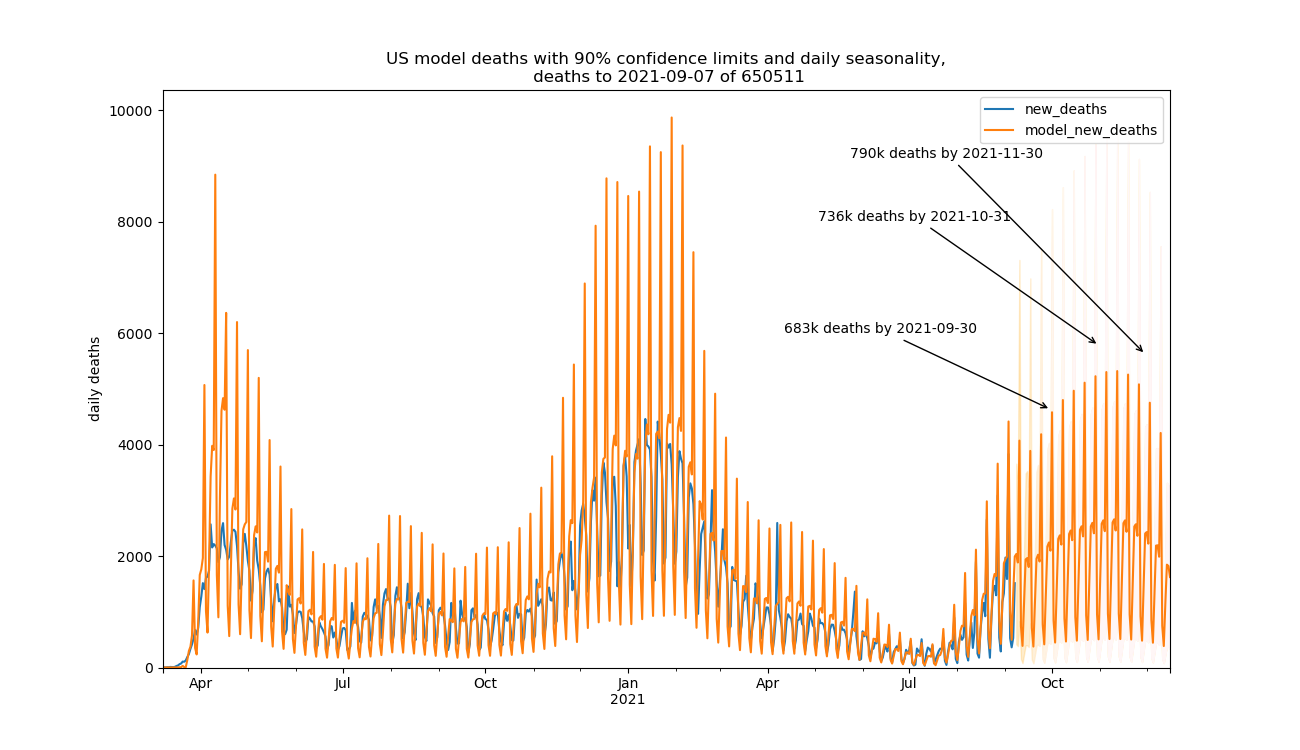 US model deaths with 90% confidence limits and daily seasonality,
deaths to 2021-09-07 of 650511
new_deaths
model_new_deaths
790k deaths by 2021-11-30
736k deaths by 2021-10-31
683k deaths by 2021-09-30
daily deaths
10000
8000
6000
4000
2000
0
Apr
Jul
Oct
Jan
2021
Apr
Jul
Oct